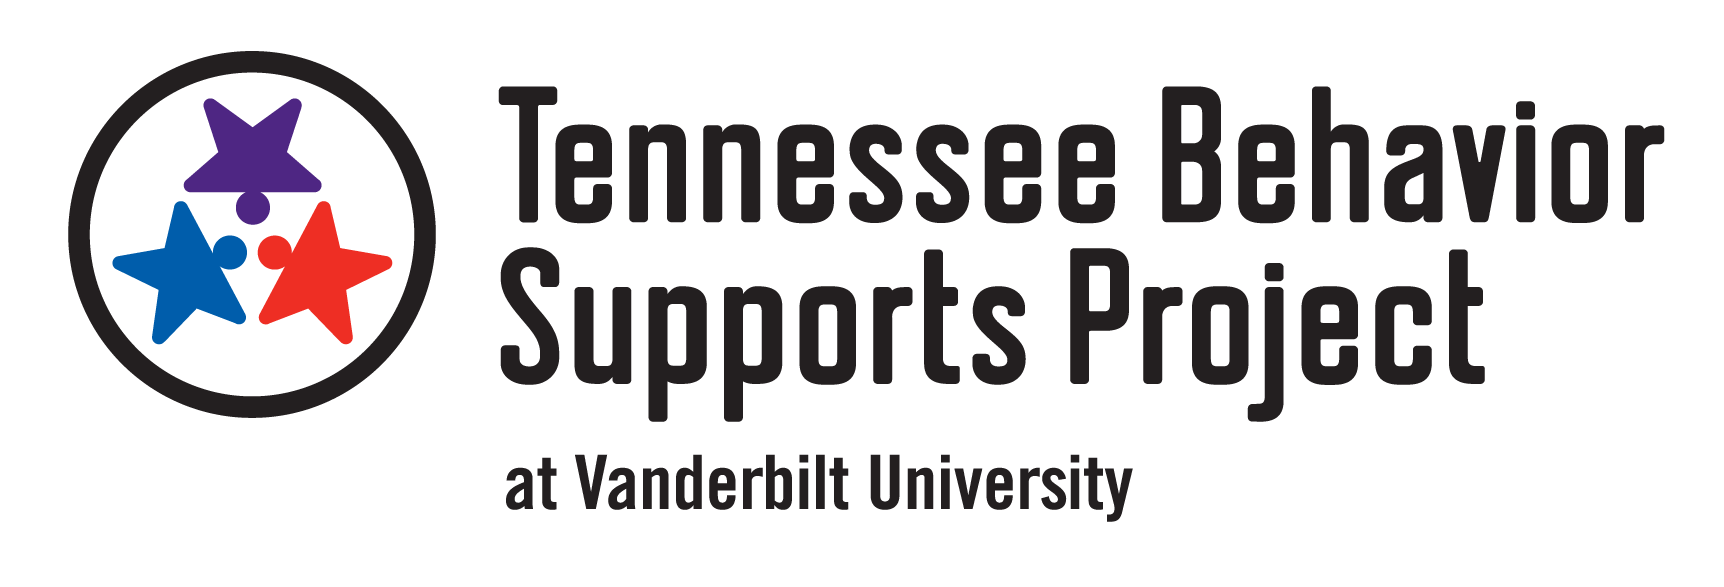 Tennessee Behavior
Supports Project
at Vanderbilt University